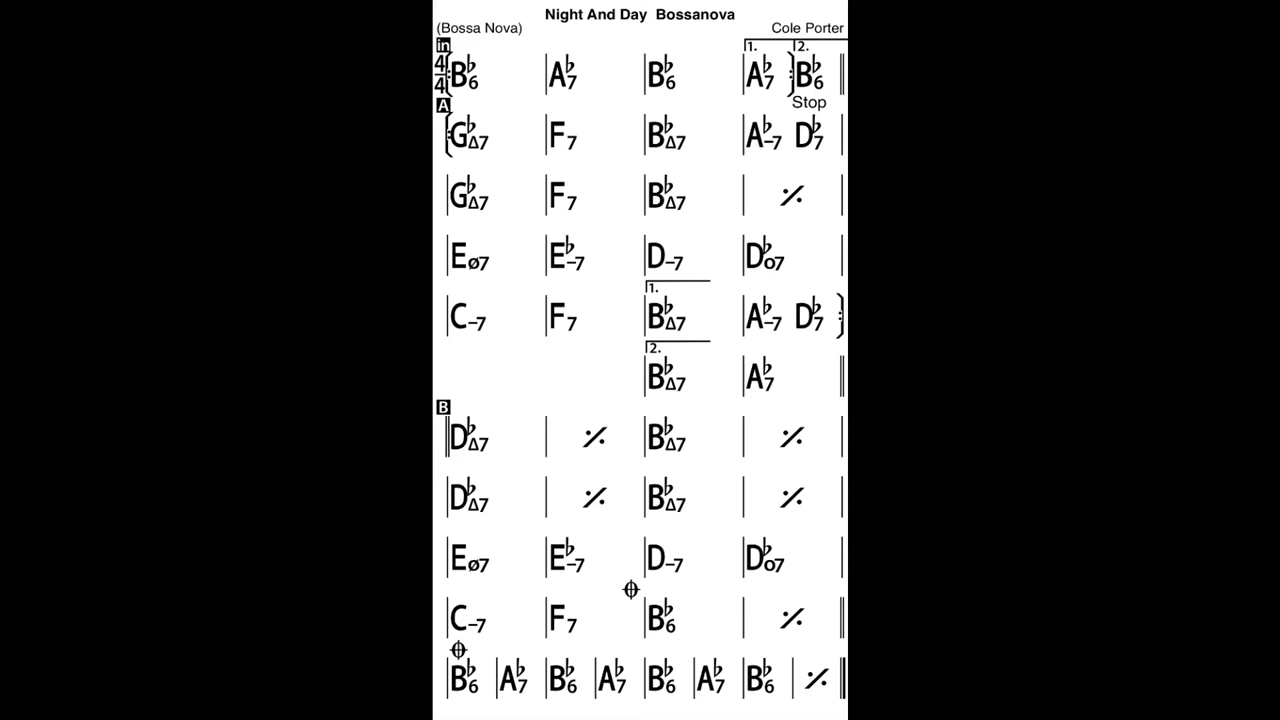 Night And Day Bossanova
(Bossa Nova) Cole Porter
in 1. 2.
4/4 B♭6 A♭7 B♭6 A♭7 B♭6
A Stop
G♭Δ7 F7 B♭Δ7 A♭-7 D♭7
G♭Δ7 F7 B♭Δ7 𝄎
Eø7 E♭-7 D-7 D♭o7
1.
C-7 F7 B♭Δ7 A♭-7 D♭7
2.
B♭Δ7 A♭7
B
D♭Δ7 𝄎 B♭Δ7 𝄎
D♭Δ7 𝄎 B♭Δ7 𝄎
Eø7 E♭-7 D-7 D♭o7
𝄌
C-7 F7 B♭6 𝄎
𝄌
B♭6 A♭7 B♭6 A♭7 B♭6 A♭7 B♭6 𝄎